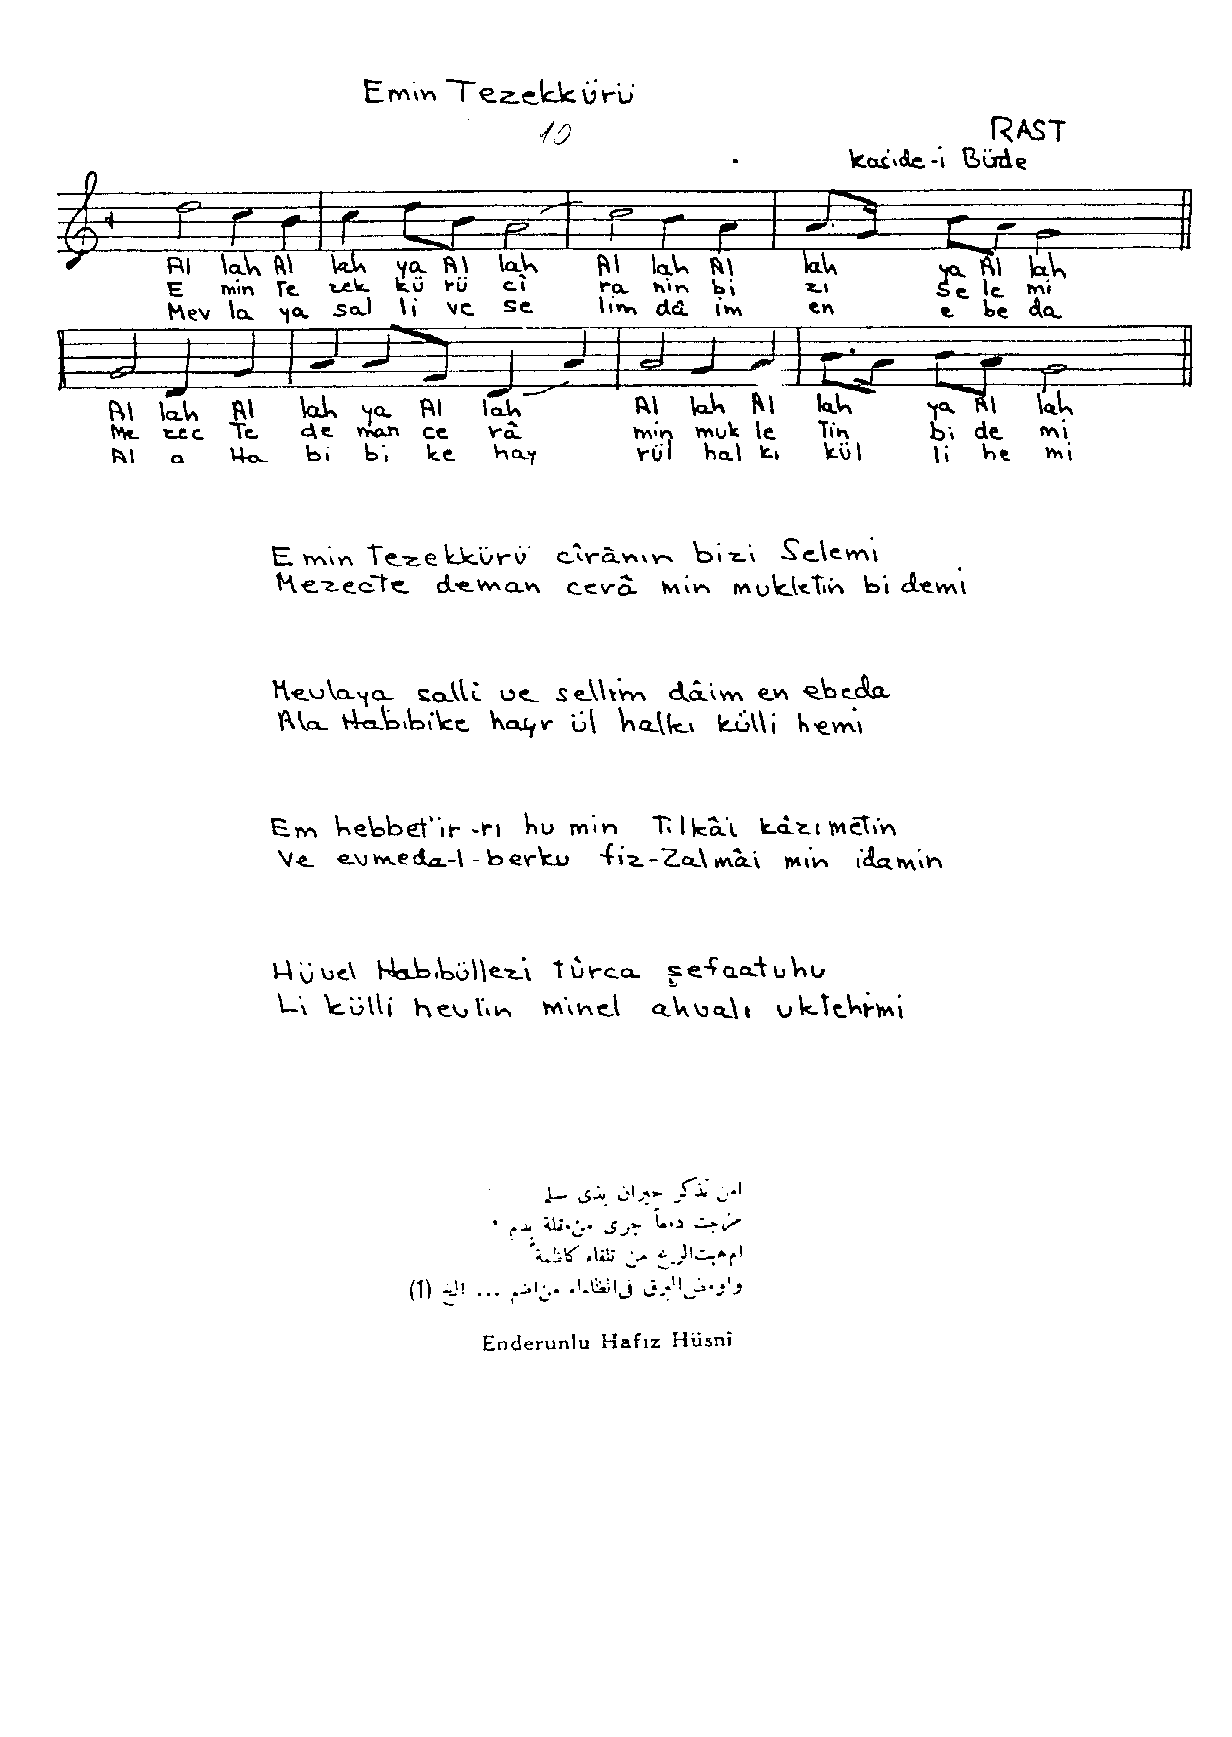 Emin Tezekkürü
10
RAST
Kaside-i Bürde
Al lah Al lah ya Al lah Al lah Al lah ya Al lah
E min te zek kü rü cî ra nin bi zi se le mi
Mev la ya sal li ve se lim dâ im en e be da
Al lah Al lah ya Al lah Al lah Al lah ya Al lah
Me zec te de man ce râ min muk le tin bi de mi
Al a Ha bi bi ke hay rül hal kı kül li he mi
Emin Tezekkürü cîrânın bizi Selemi
Mezecte deman cerâ min mukletin bi demi
Mevlaya salli ve sellim dâim en ebeda
Ala Habibike hayr ül halkı külli hemi
Em hebbet'ir-rı hu min Tilkâi kâzımetin
Ve evmeda-l-berku fiz-Zalmâi min idamin
Hüvel Habibüllezi türca şefaatuhu
Li külli hevlin minel ahvalı uktehimi
امن تذكر جيران بذى سلم
مزجت دمعاً جرى من مقلة بدم
ام هبت الريح من تلقاء كاظمة
واومض البرق فى الظلماء من اضم ... الخ (1)
Enderunlu Hafız Hüsnî